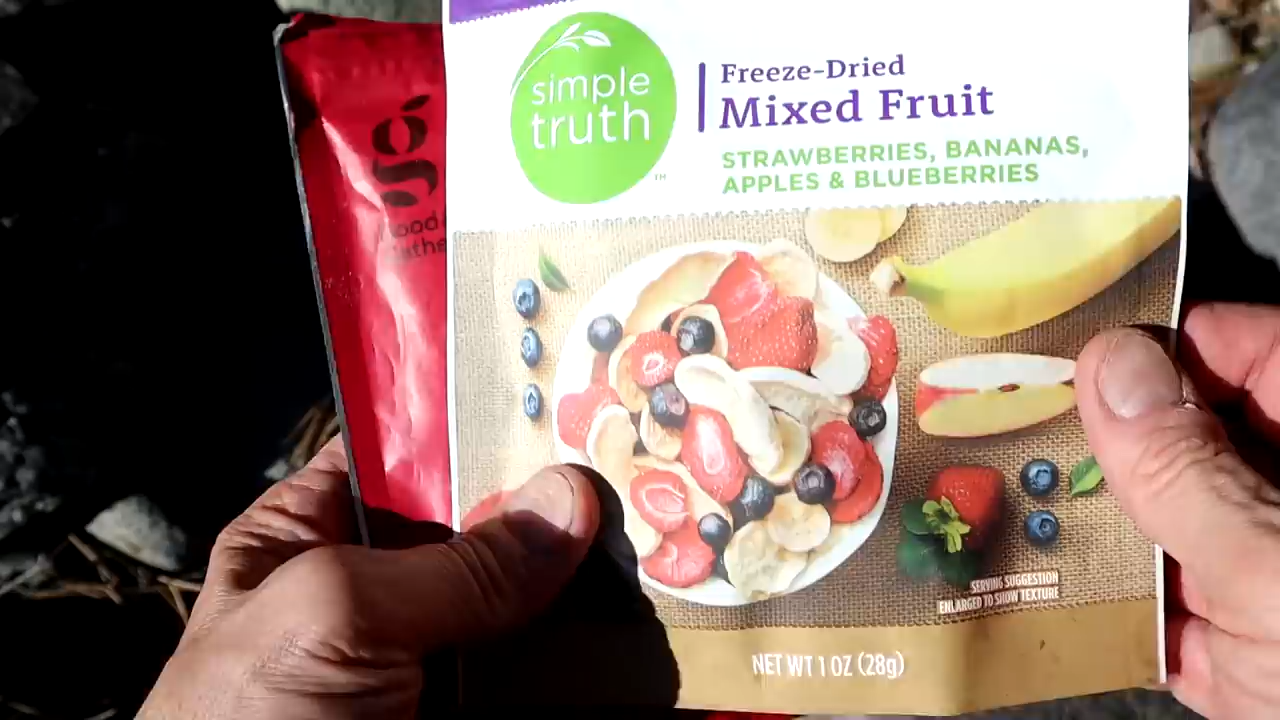 simple
truth
TM
Freeze-Dried
Mixed Fruit
STRAWBERRIES, BANANAS,
APPLES & BLUEBERRIES
SERVING SUGGESTION
ENLARGED TO SHOW TEXTURE
NET WT 1 OZ (28g)